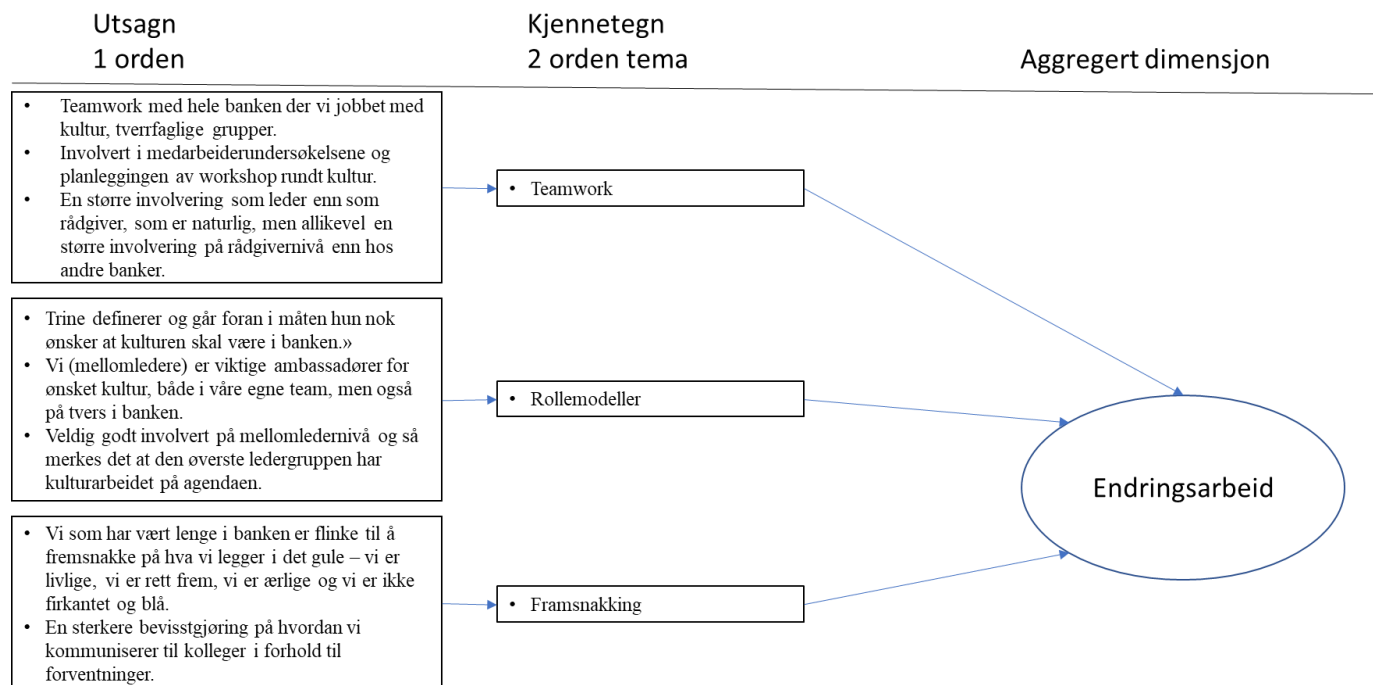 Utsagn
1 orden
Kjennetegn
2 orden tema
Aggregert dimensjon
• Teamwork med hele banken der vi jobbet med
kultur, tverrfaglige grupper.
• Involvert i medarbeiderundersøkelsene og
planleggingen av workshop rundt kultur.
• En større involvering som leder enn som
rådgiver, som er naturlig, men allikevel en
større involvering på rådgivernivå enn hos
andre banker.
• Teamwork
• Trine definerer og går foran i måten hun nok
ønsker at kulturen skal være i banken.»
• Vi (mellomledere) er viktige ambassadører for
ønsket kultur, både i våre egne team, men også
på tvers i banken.
• Veldig godt involvert på mellomledernivå og så
merkes det at den øverste ledergruppen har
kulturarbeidet på agendaen.
• Rollemodeller
Endringsarbeid
• Vi som har vært lenge i banken er flinke til å
fremsnakke på hva vi legger i det gule – vi er
livlige, vi er rett frem, vi er ærlige og vi er ikke
firkantet og blå.
• En sterkere bevisstgjøring på hvordan vi
kommuniserer til kolleger i forhold til
forventninger.
• Framsnakking